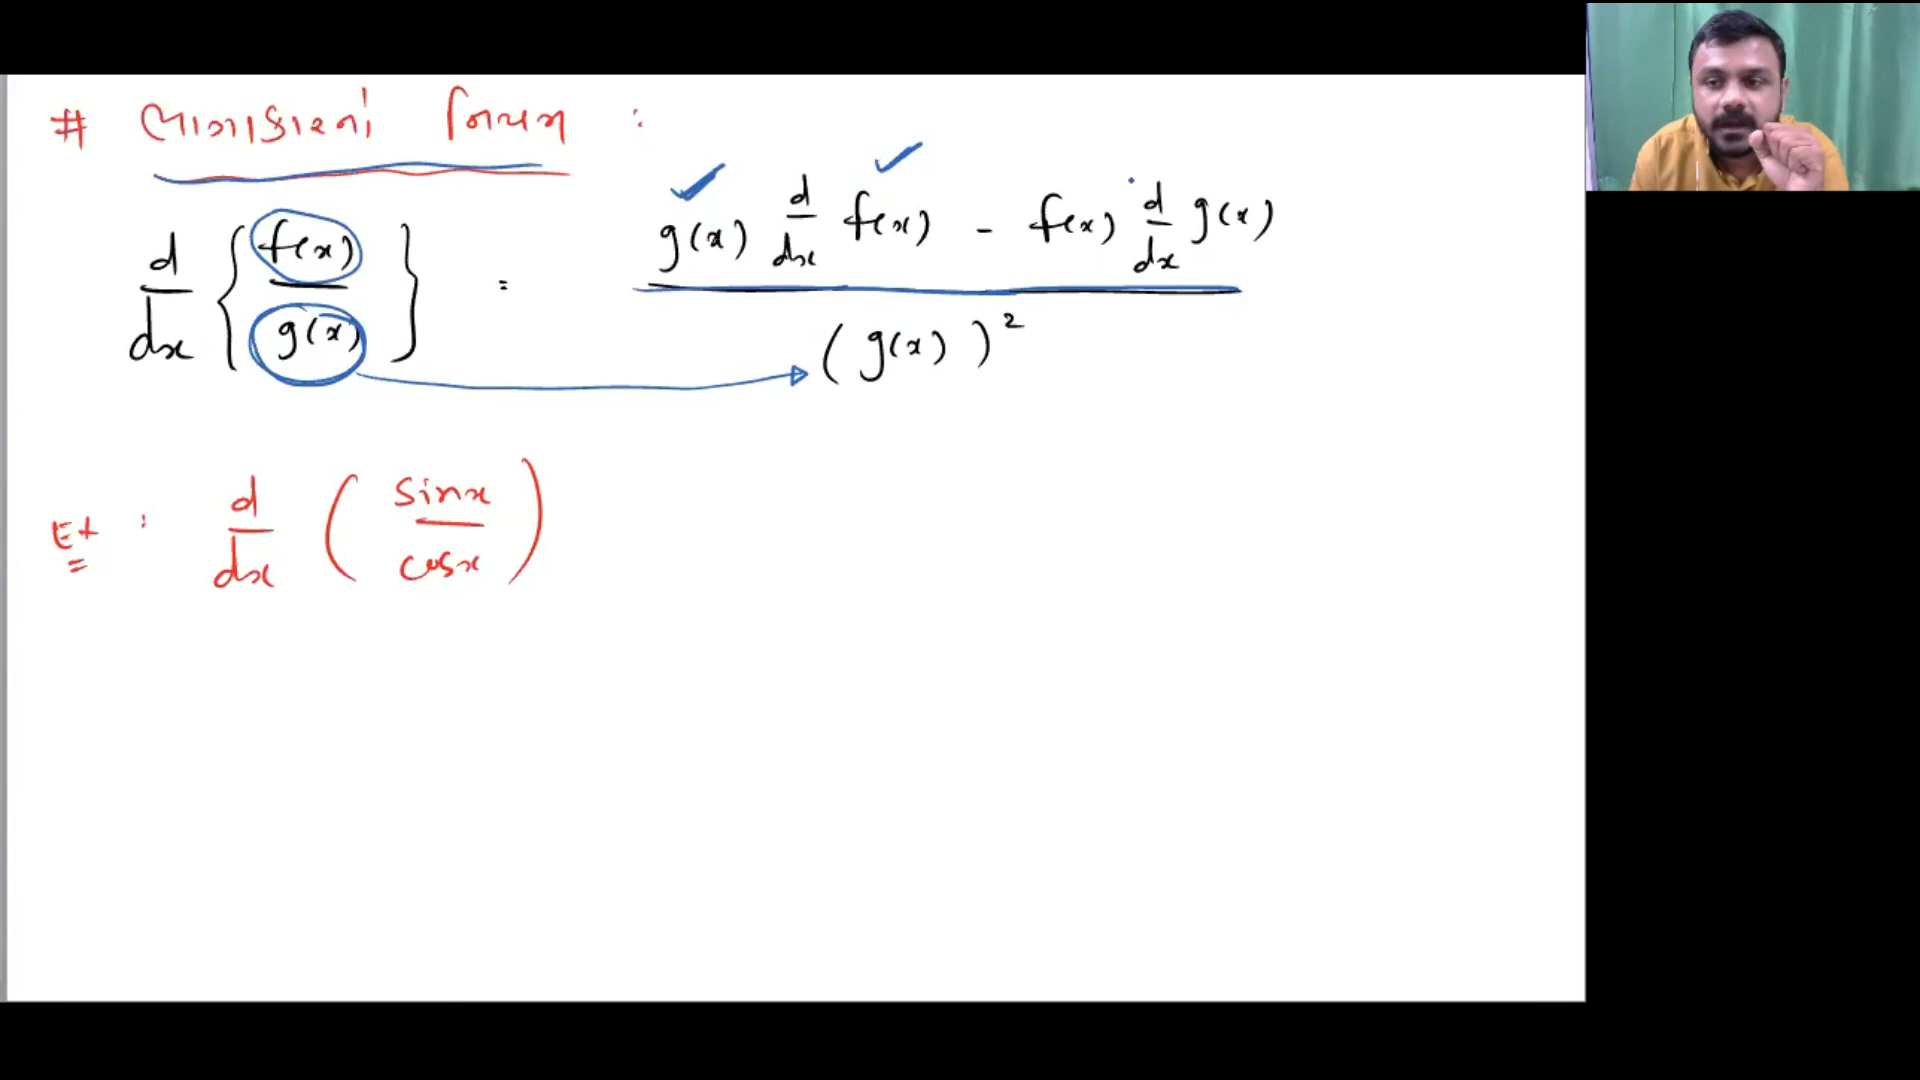 # ભાગાકારનો નિયમ :
d/dx { f(x) / g(x) } = ( g(x) d/dx f(x) - f(x) d/dx g(x) ) / ( g(x) )²
Ex : d/dx ( sinx / cosx )